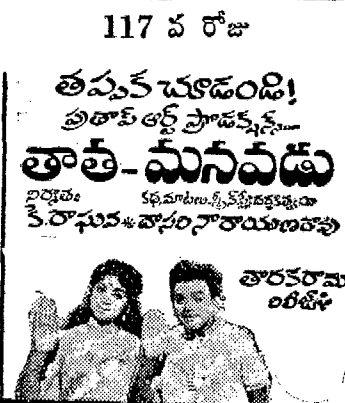 117 వ రోజు
తప్పక చూడండి!
ప్రతాప్ ఆర్ట్ ప్రొడక్షన్స్...
తాత-మనవడు
నిర్మాత: కథ,మాటలు,స్క్రీన్‌ప్లే,దర్శకత్వం
కె.రాఘవ * దాసరి నారాయణరావు
తారకరామ
రిలీజ్